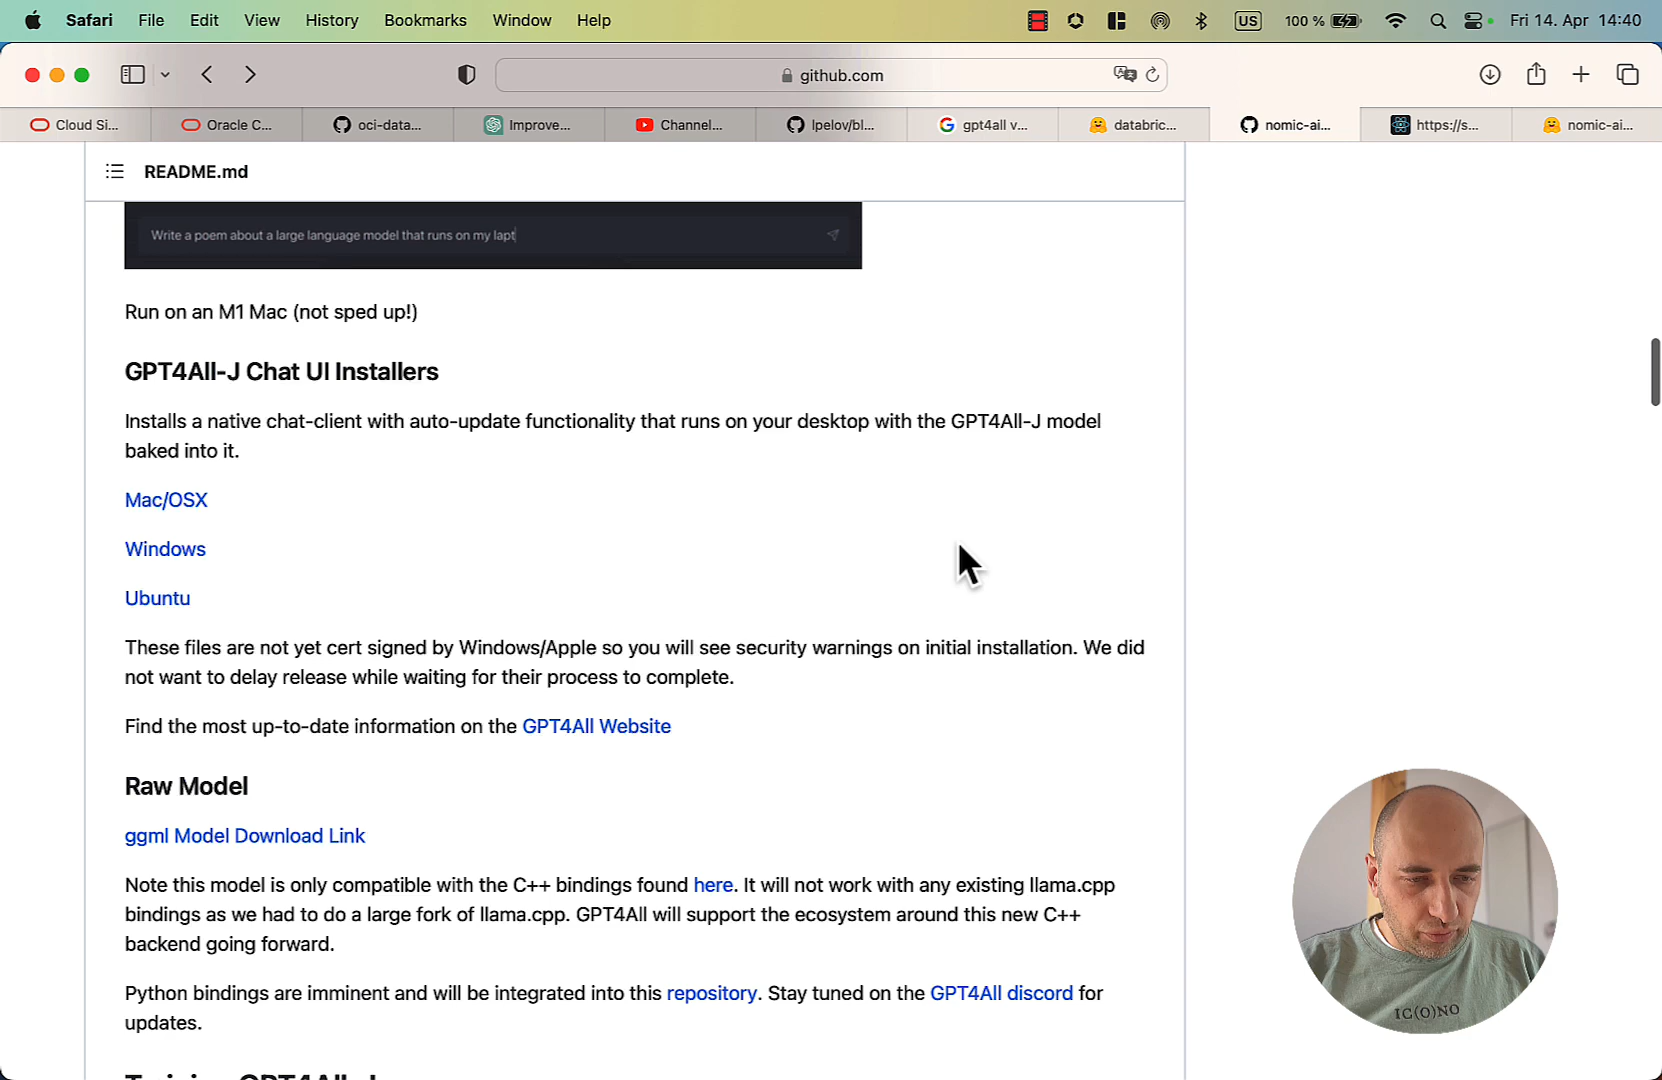 Safari File Edit View History Bookmarks Window Help US 100 % Fri 14. Apr 14:40
github.com
Cloud Si... Oracle C... oci-data... Improve... Channel... lpelov/bl... gpt4all v... databric... nomic-ai... https://s... nomic-ai...
README.md
Write a poem about a large language model that runs on my lapt
Run on an M1 Mac (not sped up!)
GPT4All-J Chat UI Installers
Installs a native chat-client with auto-update functionality that runs on your desktop with the GPT4All-J model
baked into it.
Mac/OSX
Windows
Ubuntu
These files are not yet cert signed by Windows/Apple so you will see security warnings on initial installation. We did
not want to delay release while waiting for their process to complete.
Find the most up-to-date information on the GPT4All Website
Raw Model
ggml Model Download Link
Note this model is only compatible with the C++ bindings found here. It will not work with any existing llama.cpp
bindings as we had to do a large fork of llama.cpp. GPT4All will support the ecosystem around this new C++
backend going forward.
Python bindings are imminent and will be integrated into this repository. Stay tuned on the GPT4All discord for
updates.
IC(O)NO